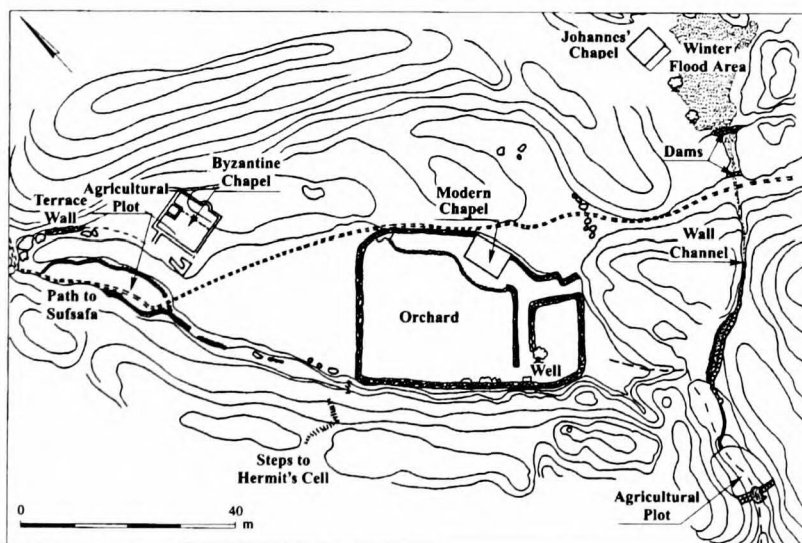 Johannes'
Chapel
Winter
Flood Area
Dams
Byzantine
Chapel
Agricultural
Plot
Terrace
Wall
Modern
Chapel
Wall
Channel
Path to
Sufsafa
Orchard
Well
Steps to
Hermit's Cell
Agricultural
Plot
0 40
m